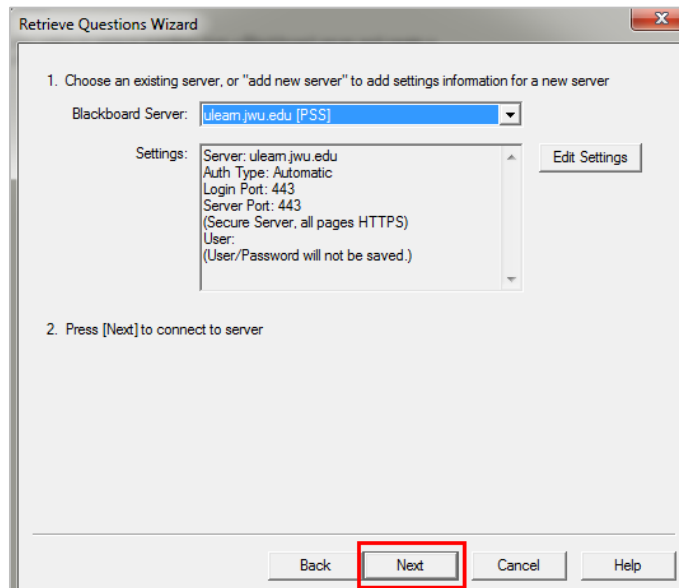 Retrieve Questions Wizard
x
1. Choose an existing server, or "add new server" to add settings information for a new server
Blackboard Server: ulearn.jwu.edu [PSS]
Settings: Server: ulearn.jwu.edu Edit Settings
Auth Type: Automatic
Login Port: 443
Server Port: 443
(Secure Server, all pages HTTPS)
User:
(User/Password will not be saved.)
2. Press [Next] to connect to server
Back Next Cancel Help